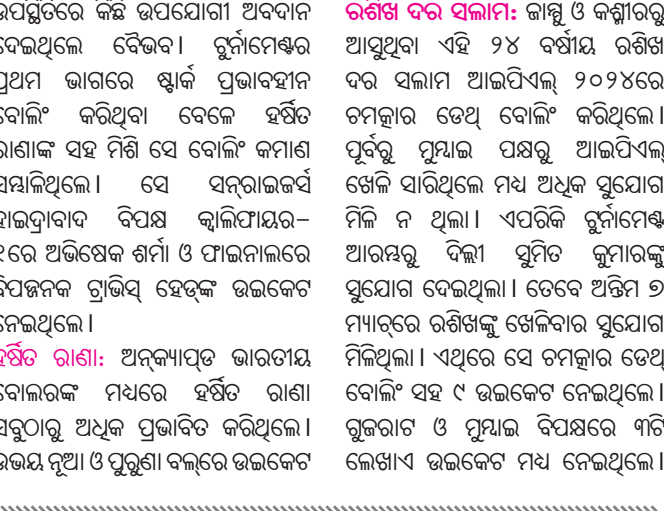 ଉପସ୍ଥିତରେ କିଛି ଉପଯୋଗୀ ଅବଦାନ
ଦେଇଥିଲେ ବୈଭବ। ଟୁର୍ନାମେଣ୍ଟର
ପ୍ରଥମ ଭାଗରେ ଷ୍ଟାର୍କ ପ୍ରଭାବହୀନ
ବୋଲିଂ କରିଥିବା ବେଳେ ହର୍ଷିତ
ରାଣାଙ୍କ ସହ ମିଶି ସେ ବୋଲିଂ କମାଣ
ସମ୍ଭାଳିଥିଲେ। ସେ ସନ୍‌ରାଇଜର୍ସ
ହାଇଦ୍ରାବାଦ ବିପକ୍ଷ କ୍ୱାଲିଫାୟର-
୧ରେ ଅଭିଷେକ ଶର୍ମା ଓ ଫାଇନାଲରେ
ବିପଜ୍ଜନକ ଟ୍ରାଭିସ୍ ହେଡ୍‌ଙ୍କ ଉଇକେଟ
ନେଇଥିଲେ।
ହର୍ଷିତ ରାଣା: ଅନ୍‌କ୍ୟାପ୍‌ଡ ଭାରତୀୟ
ବୋଲରଙ୍କ ମଧ୍ୟରେ ହର୍ଷିତ ରାଣା
ସବୁଠାରୁ ଅଧିକ ପ୍ରଭାବିତ କରିଥିଲେ।
ଉଭୟ ନୂଆ ଓ ପୁରୁଣା ବଲ୍‌ରେ ଉଇକେଟ
ରଶିଖ ଦର ସଲାମ: ଜାମ୍ମୁ ଓ କଶ୍ମୀରରୁ
ଆସୁଥିବା ଏହି ୨୪ ବର୍ଷୀୟ ରଶିଖ
ଦର ସଲାମ ଆଇପିଏଲ୍ ୨୦୨୪ରେ
ଚମତ୍କାର ଡେଥ୍ ବୋଲିଂ କରିଥିଲେ।
ପୂର୍ବରୁ ମୁମ୍ବାଇ ପକ୍ଷରୁ ଆଇପିଏଲ୍
ଖେଳି ସାରିଥିଲେ ମଧ୍ୟ ଅଧିକ ସୁଯୋଗ
ମିଳି ନ ଥିଲା। ଏପରିକି ଟୁର୍ନାମେଣ୍ଟ
ଆରମ୍ଭରୁ ଦିଲ୍ଲୀ ସୁମିତ କୁମାରଙ୍କୁ
ସୁଯୋଗ ଦେଇଥିଲା। ତେବେ ଅନ୍ତିମ ୭
ମ୍ୟାଚ୍‌ରେ ରଶିଖଙ୍କୁ ଖେଳିବାର ସୁଯୋଗ
ମିଳିଥିଲା। ଏଥିରେ ସେ ଚମତ୍କାର ଡେଥ୍
ବୋଲିଂ ସହ ୯ ଉଇକେଟ ନେଇଥିଲେ।
ଗୁଜରାଟ ଓ ମୁମ୍ବାଇ ବିପକ୍ଷରେ ୩ଟି
ଲେଖାଏ ଉଇକେଟ ମଧ୍ୟ ନେଇଥିଲେ।